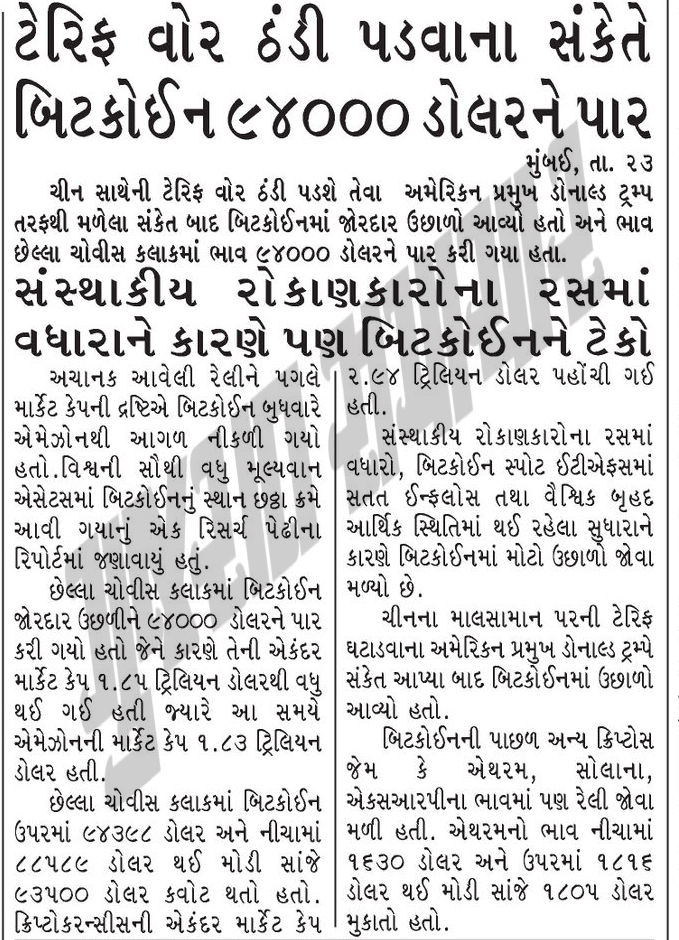 ટેરિફ વોર ઠંડી પડવાના સંકેતે
બિટકોઈન ૯૪૦૦૦ ડોલરને પાર
મુંબઈ, તા. ૨૩
ચીન સાથેની ટેરિફ વોર ઠંડી પડશે તેવા અમેરિકન પ્રમુખ ડોનાલ્ડ ટ્રમ્પ
તરફથી મળેલા સંકેત બાદ બિટકોઈનમાં જોરદાર ઉછાળો આવ્યો હતો અને ભાવ
છેલ્લા ચોવીસ કલાકમાં ભાવ ૯૪૦૦૦ ડોલરને પાર કરી ગયા હતા.
સંસ્થાકીય રોકાણકારોના રસમાં
વધારાને કારણે પણ બિટકોઈનને ટેકો
અચાનક આવેલી રેલીને પગલે
માર્કેટ કેપની દ્રષ્ટિએ બિટકોઈન બુધવારે
એમેઝોનથી આગળ નીકળી ગયો
હતો.વિશ્વની સૌથી વધુ મૂલ્યવાન
એસેટસમાં બિટકોઈનનું સ્થાન છઠ્ઠા ક્રમે
આવી ગયાનું એક રિસર્ચ પેઢીના
રિપોર્ટમાં જણાવાયું હતું.
છેલ્લા ચોવીસ કલાકમાં બિટકોઈન
જોરદાર ઉછળીને ૯૪૦૦૦ ડોલરને પાર
કરી ગયો હતો જેને કારણે તેની એકંદર
માર્કેટ કેપ ૧.૮૫ ટ્રિલિયન ડોલરથી વધુ
થઈ ગઈ હતી જ્યારે આ સમયે
એમેઝોનની માર્કેટ કેપ ૧.૮૩ ટ્રિલિયન
ડોલર હતી.
છેલ્લા ચોવીસ કલાકમાં બિટકોઈન
ઉપરમાં ૯૪૩૯૮ ડોલર અને નીચામાં
૮૮૫૮૯ ડોલર થઈ મોડી સાંજે
૯૩૫૦૦ ડોલર કવોટ થતો હતો.
ક્રિપ્ટોકરન્સીસની એકંદર માર્કેટ કેપ
૨.૯૪ ટ્રિલિયન ડોલર પહોંચી ગઈ
હતી.
સંસ્થાકીય રોકાણકારોના રસમાં
વધારો, બિટકોઈન સ્પોટ ઈટીએફસમાં
સતત ઈન્ફલોસ તથા વૈશ્વિક બૃહદ
આર્થિક સ્થિતિમાં થઈ રહેલા સુધારાને
કારણે બિટકોઈનમાં મોટો ઉછાળો જોવા
મળ્યો છે.
ચીનના માલસામાન પરની ટેરિફ
ઘટાડવાના અમેરિકન પ્રમુખ ડોનાલ્ડ ટ્રમ્પે
સંકેત આપ્યા બાદ બિટકોઈનમાં ઉછાળો
આવ્યો હતો.
બિટકોઈનની પાછળ અન્ય ક્રિપ્ટોસ
જેમ કે એથરમ, સોલાના,
એકસઆરપીના ભાવમાં પણ રેલી જોવા
મળી હતી. એથરમનો ભાવ નીચામાં
૧૬૩૦ ડોલર અને ઉપરમાં ૧૮૧૬
ડોલર થઈ મોડી સાંજે ૧૮૦૫ ડોલર
મુકાતો હતો.